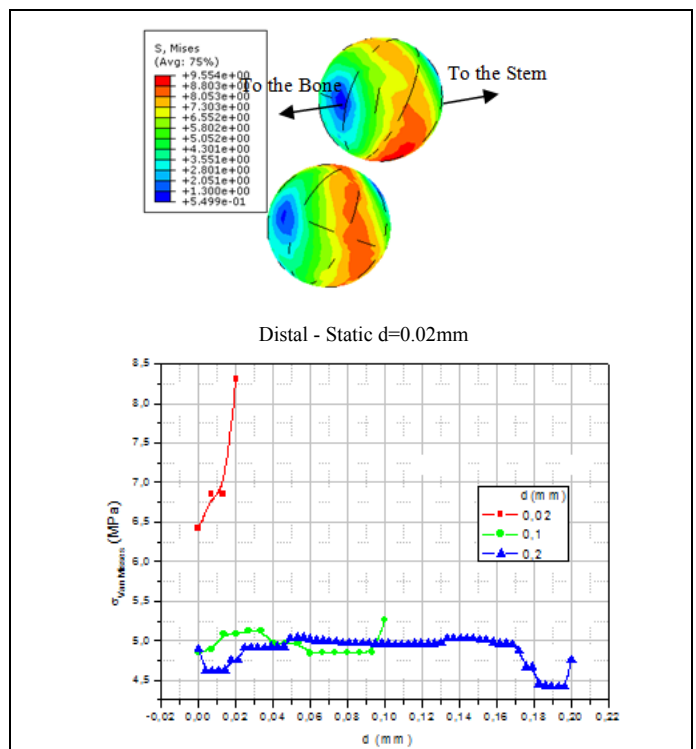 S, Mises
(Avg: 75%)
+9.554e+00
+8.803e+00
+8.053e+00
+7.303e+00
+6.552e+00
+5.802e+00
+5.052e+00
+4.301e+00
+3.551e+00
+2.801e+00
+2.051e+00
+1.300e+00
+5.499e-01
To the Bone
To the Stem
Distal - Static d=0.02mm
8,5
8,0
7,5
7,0
6,5
6,0
5,5
5,0
4,5
σVan Mises (MPa)
d (mm)
0,02
0,1
0,2
-0,02 0,00 0,02 0,04 0,06 0,08 0,10 0,12 0,14 0,16 0,18 0,20 0,22
d (mm)